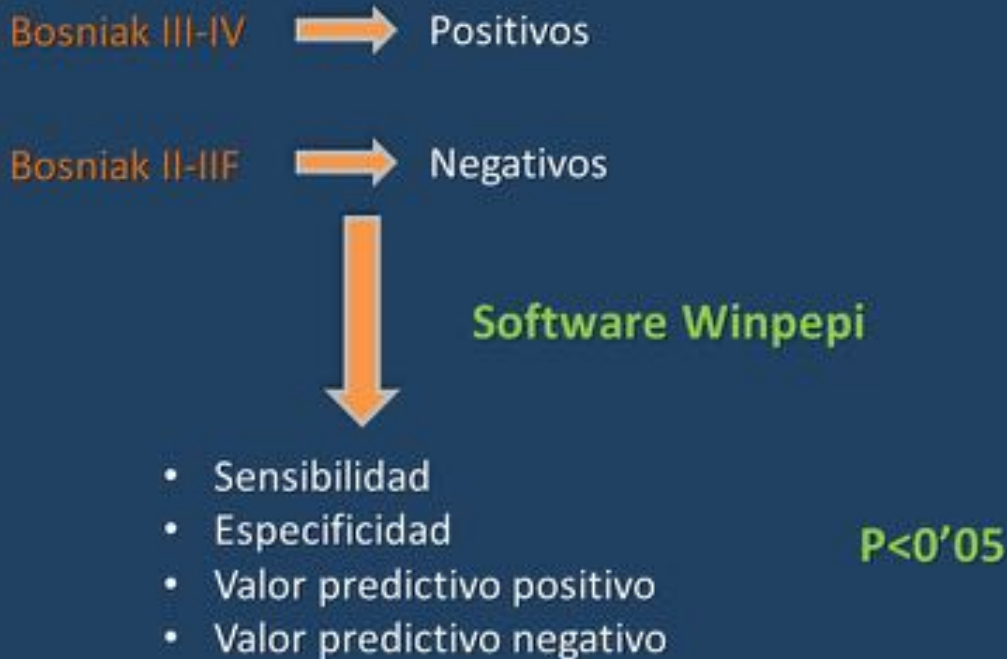 Bosniak III-IV Positivos
Bosniak II-IIF Negativos
Software Winpepi
• Sensibilidad
• Especificidad
P<0'05
• Valor predictivo positivo
• Valor predictivo negativo